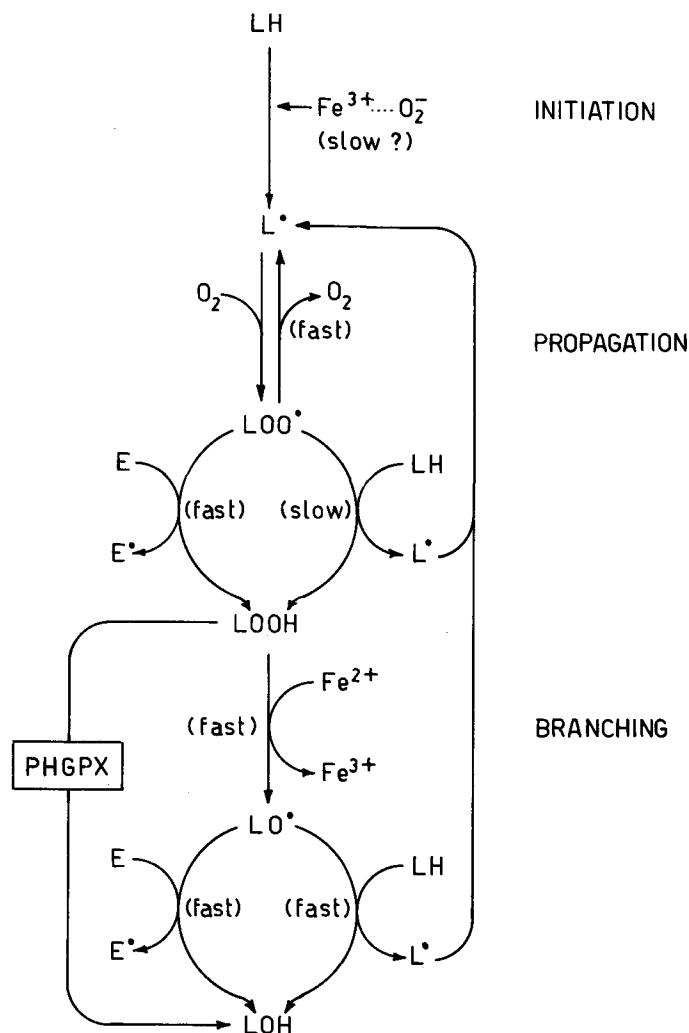 LH
Fe³⁺....O₂⁻ INITIATION
(slow ?)
L•
O₂ O₂
(fast)
PROPAGATION
LOO•
E LH
(fast) (slow)
E• L•
LOOH
Fe²⁺
(fast) BRANCHING
PHGPX
Fe³⁺
LO•
E LH
(fast) (fast)
E• L•
LOH